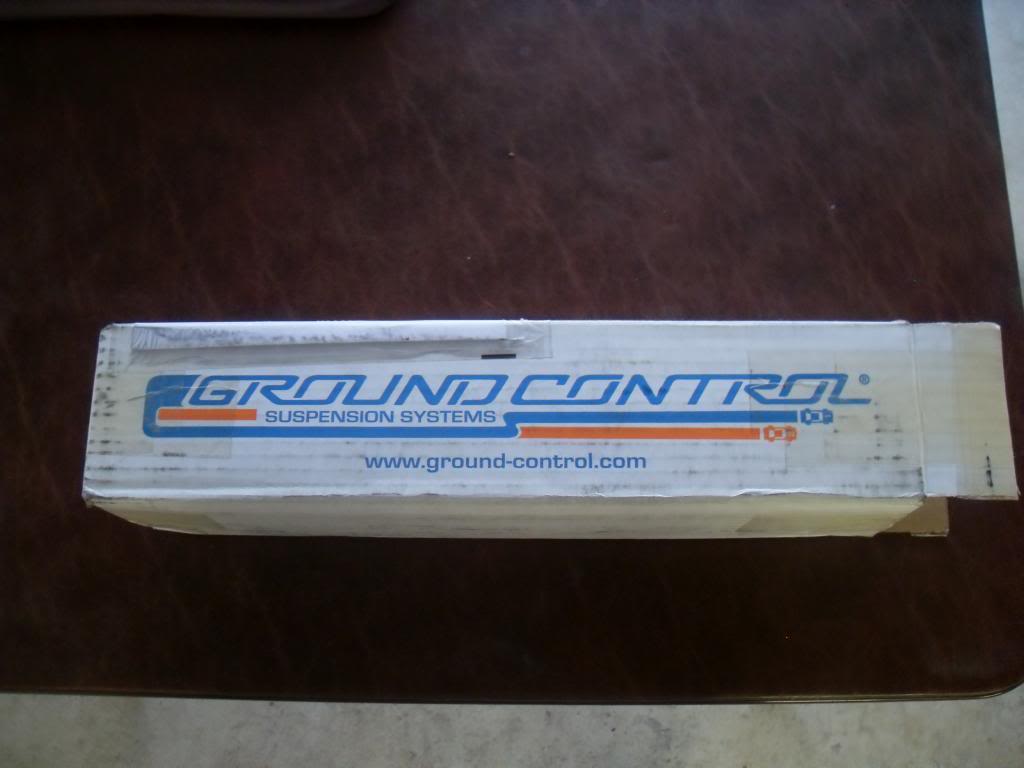 GROUND CONTROL®
SUSPENSION SYSTEMS
www.ground-control.com